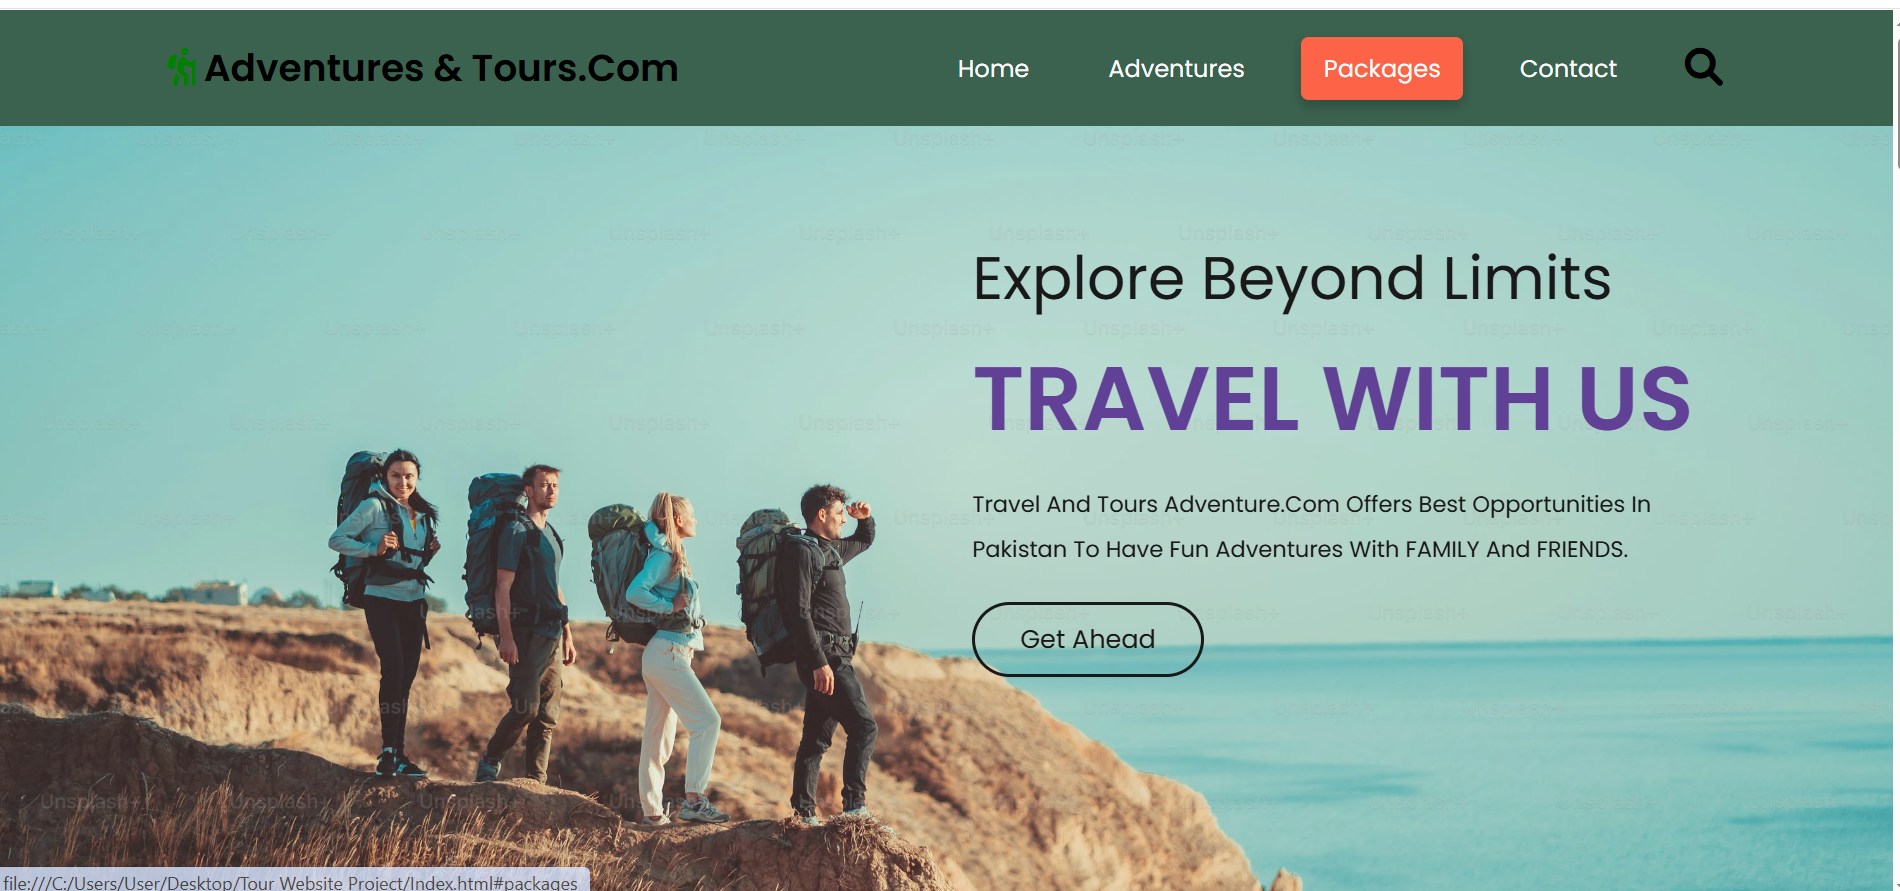 Adventures & Tours.Com
Home Adventures Packages Contact
Explore Beyond Limits
TRAVEL WITH US
Travel And Tours Adventure.Com Offers Best Opportunities In
Pakistan To Have Fun Adventures With FAMILY And FRIENDS.
Get Ahead
Unsplash+
file:///C:/Users/User/Desktop/Tour Website Project/Index.html#packages